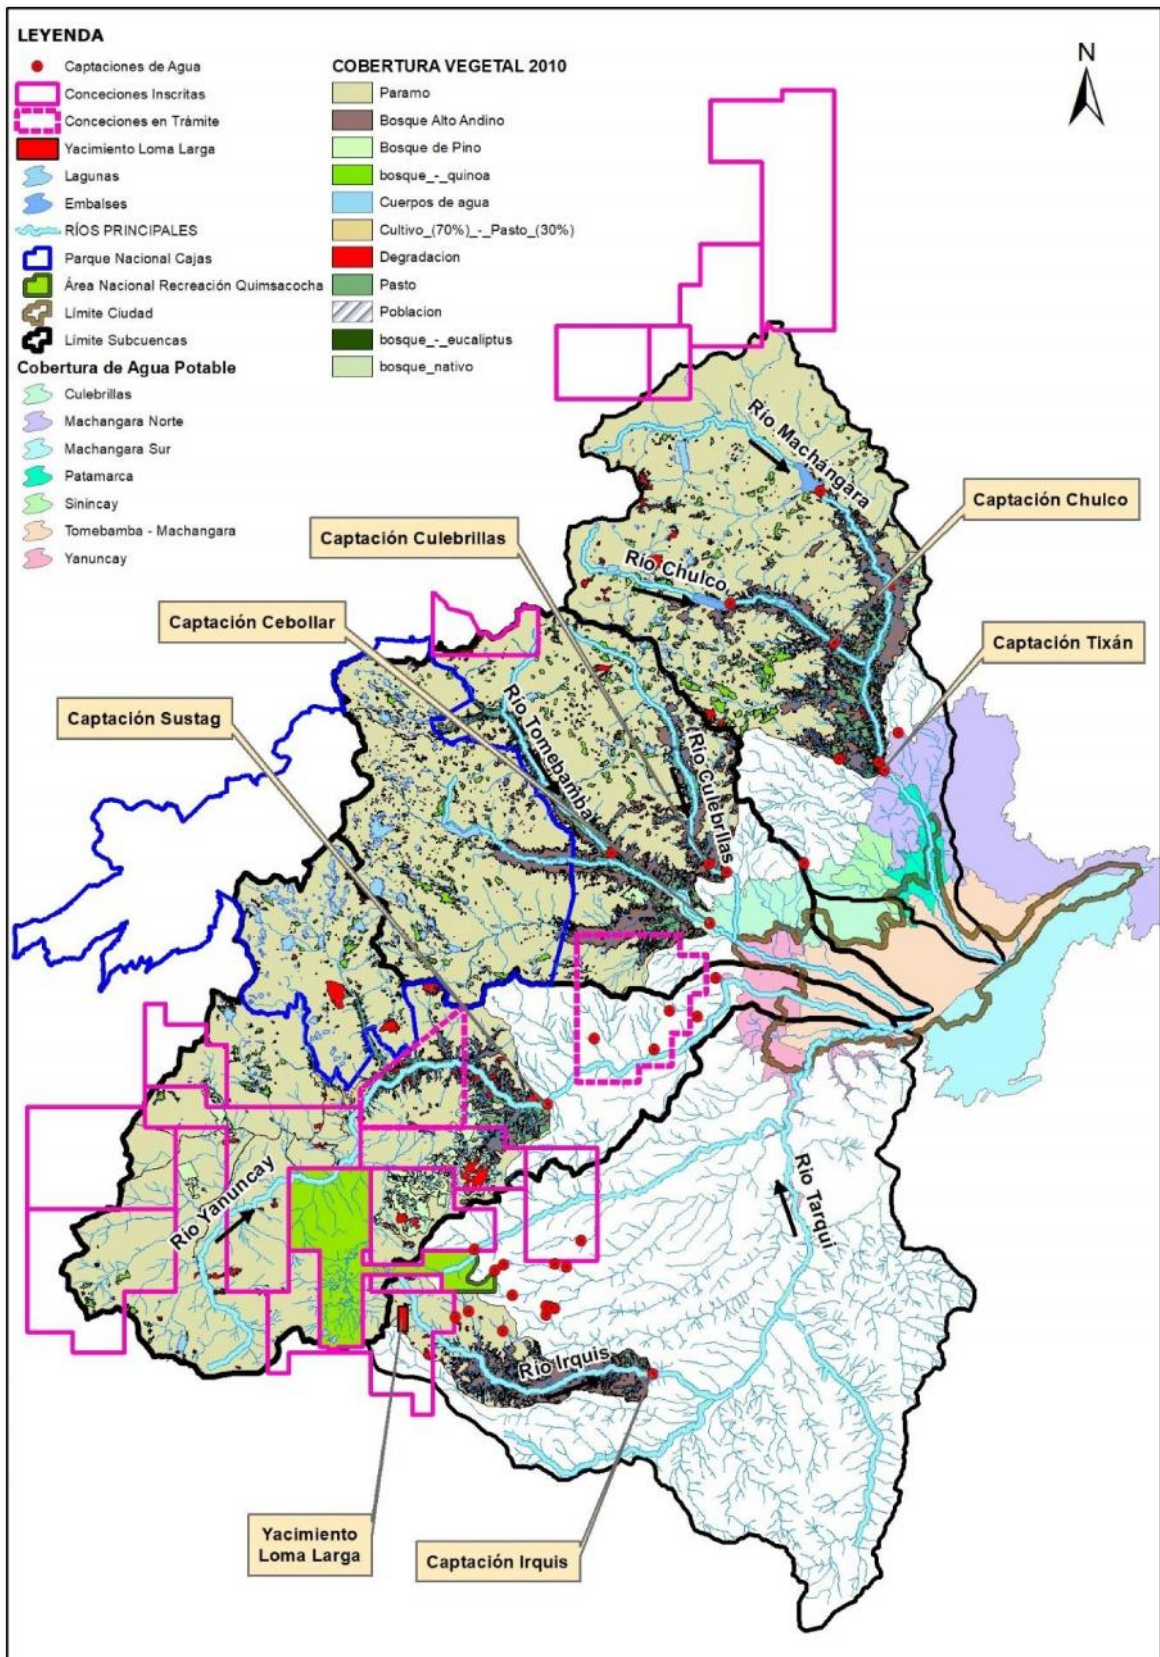 LEYENDA
Captaciones de Agua
Conceciones Inscritas
Conceciones en Trámite
Yacimiento Loma Larga
Lagunas
Embalses
RÍOS PRINCIPALES
Parque Nacional Cajas
Área Nacional Recreación Quimsacocha
Límite Ciudad
Límite Subcuencas
Cobertura de Agua Potable
Culebrillas
Machangara Norte
Machangara Sur
Patamarca
Sinincay
Tomebamba - Machangara
Yanuncay
COBERTURA VEGETAL 2010
Paramo
Bosque Alto Andino
Bosque de Pino
bosque_-_quinoa
Cuerpos de agua
Cultivo_(70%)_-_Pasto_(30%)
Degradacion
Pasto
Poblacion
bosque_-_eucaliptus
bosque_nativo
N
Río Machángara
Captación Chulco
Captación Culebrillas
Río Chulco
Captación Cebollar
Captación Tixán
Captación Sustag
Río Tomebamba
Río Culebrllas
Río Yanuncay
Río Tarqui
Río Irquis
Yacimiento
Loma Larga
Captación Irquis